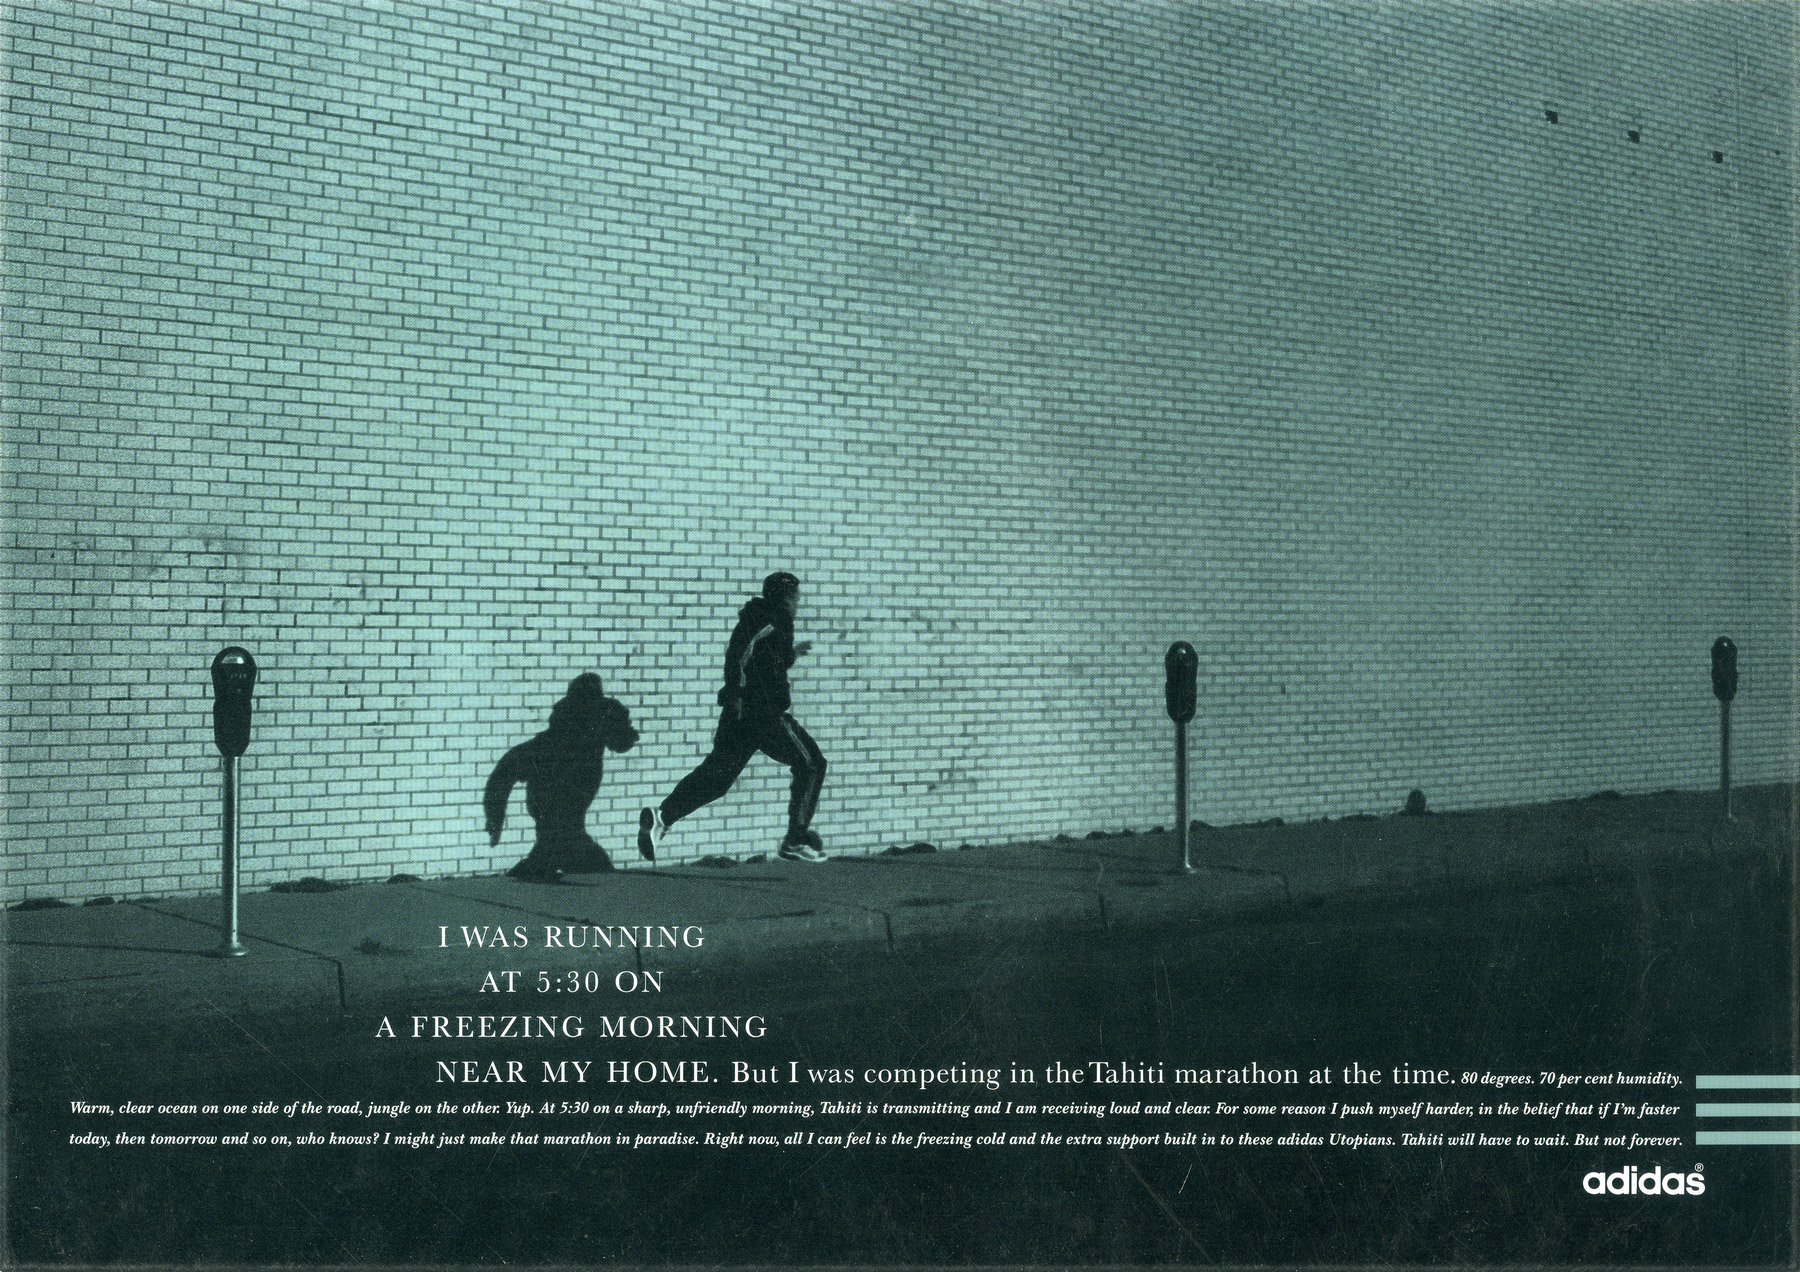 I WAS RUNNING
AT 5:30 ON
A FREEZING MORNING
NEAR MY HOME. But I was competing in the Tahiti marathon at the time. 80 degrees. 70 per cent humidity.
Warm, clear ocean on one side of the road, jungle on the other. Yup. At 5:30 on a sharp, unfriendly morning, Tahiti is transmitting and I am receiving loud and clear. For some reason I push myself harder, in the belief that if I'm faster
today, then tomorrow and so on, who knows? I might just make that marathon in paradise. Right now, all I can feel is the freezing cold and the extra support built in to these adidas Utopians. Tahiti will have to wait. But not forever.
adidas®